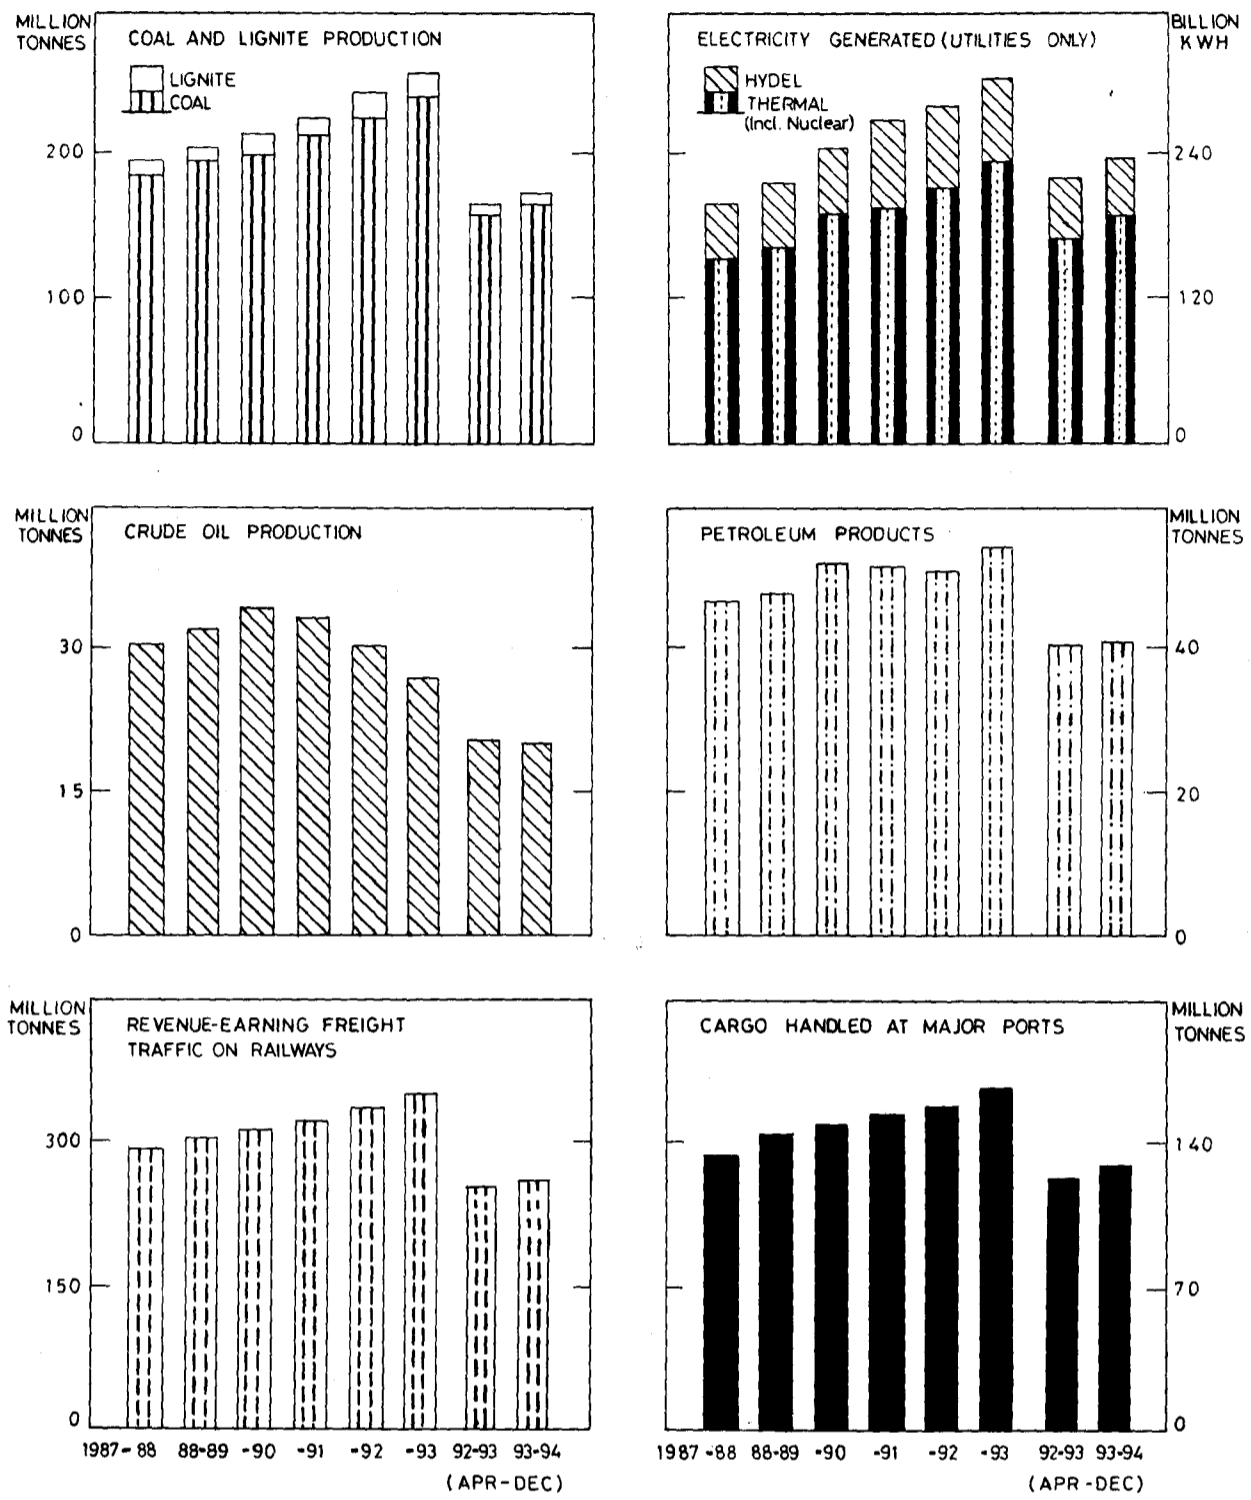 MILLION
TONNES
COAL AND LIGNITE PRODUCTION
LIGNITE
COAL
200
100
0
ELECTRICITY GENERATED (UTILITIES ONLY)
BILLION
KWH
HYDEL
THERMAL
(Incl. Nuclear)
240
120
0
MILLION
TONNES
CRUDE OIL PRODUCTION
30
15
0
PETROLEUM PRODUCTS
MILLION
TONNES
40
20
0
MILLION
TONNES
REVENUE-EARNING FREIGHT
TRAFFIC ON RAILWAYS
300
150
0
1987-88 88-89 -90 -91 -92 -93 92-93 93-94
(APR-DEC)
CARGO HANDLED AT MAJOR PORTS
MILLION
TONNES
140
70
0
1987-88 88-89 -90 -91 -92 -93 92-93 93-94
(APR-DEC)